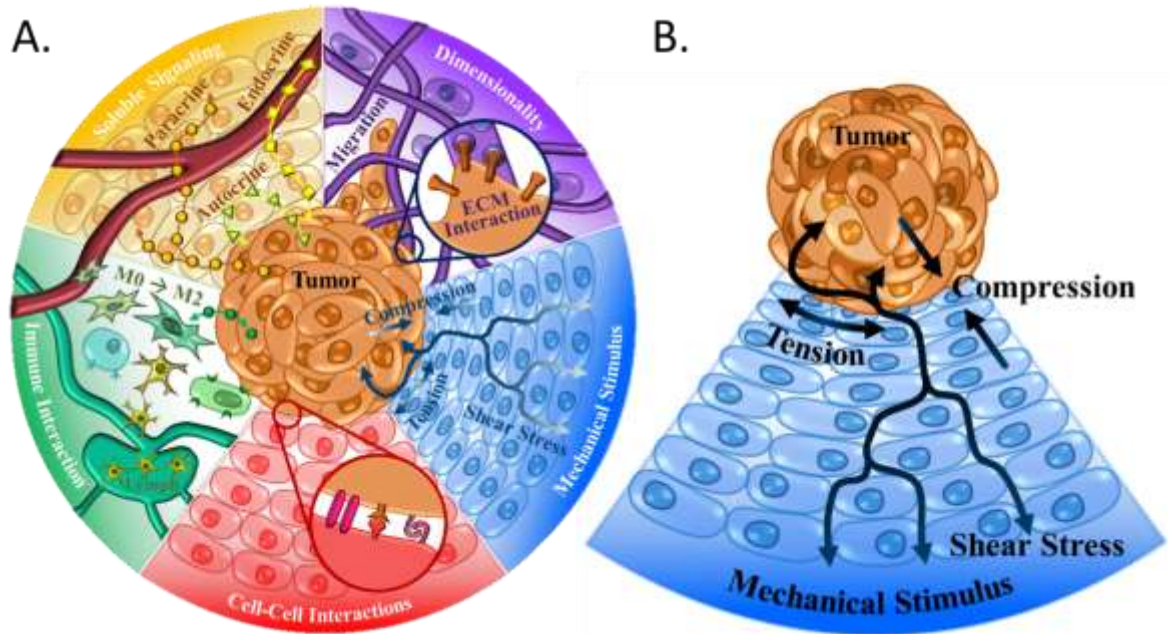 A.
Soluble Signaling
Paracrine
Endocrine
Autocrine
Dimensionality
Migration
ECM
Interaction
Tumor
M0 → M2
Immune Interaction
Compression
Tension
Shear Stress
Mechanical Stimulus
Cell-Cell Interactions
B.
Tumor
Compression
Tension
Shear Stress
Mechanical Stimulus